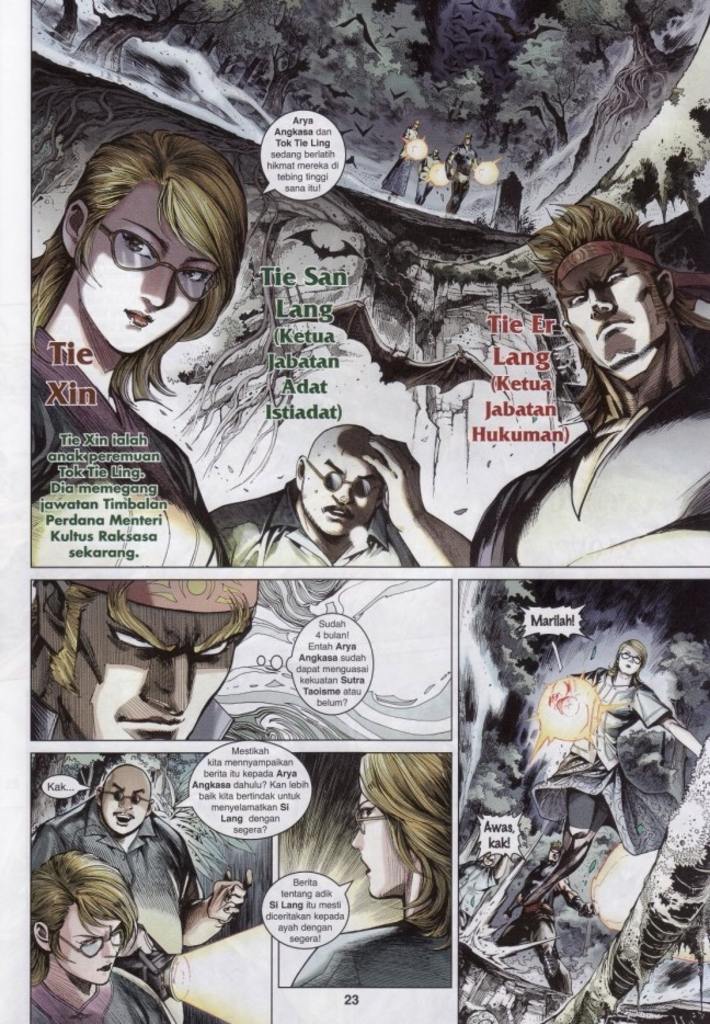 Arya
Angkasa dan
Tok Tie Ling
sedang berlatih
hikmat mereka di
tebing tinggi
sana itu!
Tie
Xin
Tie Xin ialah
anak perempuan
Tok Tie Ling.
Dia memegang
jawatan Timbalan
Perdana Menteri
Kultus Raksasa
sekarang.
Tie San
Lang
(Ketua
Jabatan
Adat
Istiadat)
Tie Er
Lang
(Ketua
Jabatan
Hukuman)
Sudah
4 bulan!
Entah Arya
Angkasa sudah
dapat menguasai
kekuatan Sutra
Taoisme atau
belum?
Kak...
Mestikah
kita mennyampaikan
berita itu kepada Arya
Angkasa dahulu? Kan lebih
baik kita bertindak untuk
menyelamatkan Si
Lang dengan
segera?
Berita
tentang adik
Si Lang itu mesti
diceritakan kepada
ayah dengan
segera!
Marilah!
Awas,
kak!
23